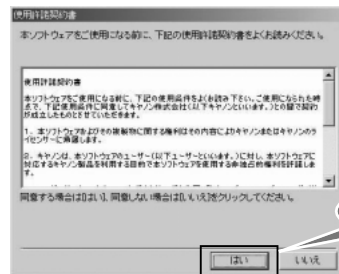 使用許諾契約書
本ソフトウェアをご使用になる前に、下記の使用許諾契約書をよくお読みください。
使用許諾契約書
本ソフトウェアをご使用になる前に、下記の使用条件をよくお読み下さい。ご使用になられた時
点で、下記使用条件に同意してキヤノン株式会社(以下キヤノンといいます。)との間で契約
が成立したものとさせていただきます。
1. 本ソフトウェアおよびその複製物に関する権利はその内容によりキヤノンまたはキヤノンのラ
イセンサーに帰属します。
2. キヤノンは、本ソフトウェアのユーザー(以下ユーザーといいます。)に対し、本ソフトウェアに
対応するキヤノン製品を利用する目的で本ソフトウェアを使用する非独占的権利を許諾しま
す。
同意する場合は[はい]、同意しない場合は[いいえ]をクリックしてください。
はい
いいえ